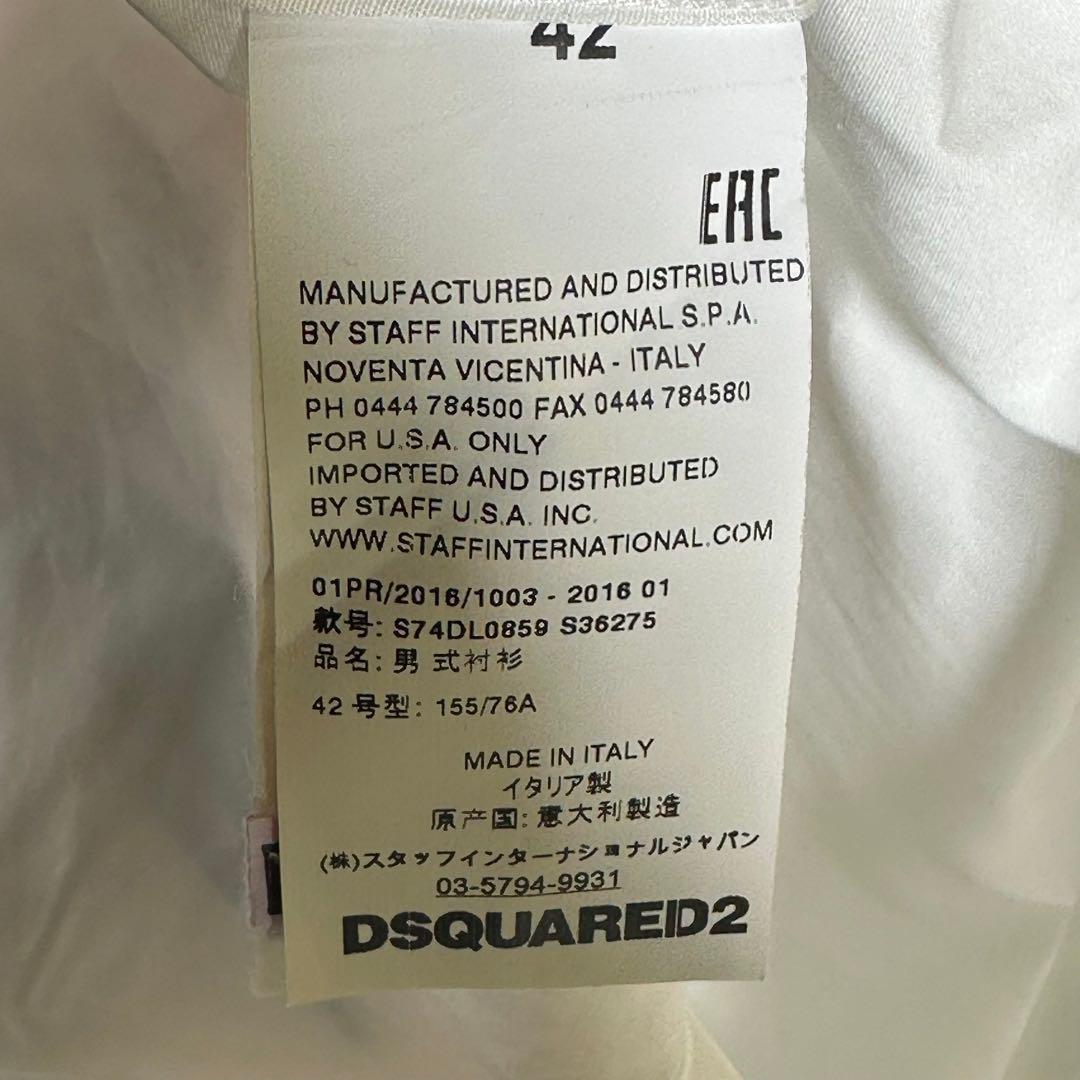 42
EAC
MANUFACTURED AND DISTRIBUTED
BY STAFF INTERNATIONAL S.P.A.
NOVENTA VICENTINA - ITALY
PH 0444 784500 FAX 0444 784580
FOR U.S.A. ONLY
IMPORTED AND DISTRIBUTED
BY STAFF U.S.A. INC.
WWW.STAFFINTERNATIONAL.COM
01PR/2016/1003 - 2016 01
款号: S74DL0859 S36275
品名: 男 式衬衫
42 号型: 155/76A
MADE IN ITALY
イタリア製
原产国: 意大利製造
(株)スタッフインターナショナルジャパン
03-5794-9931
DSQUARED2